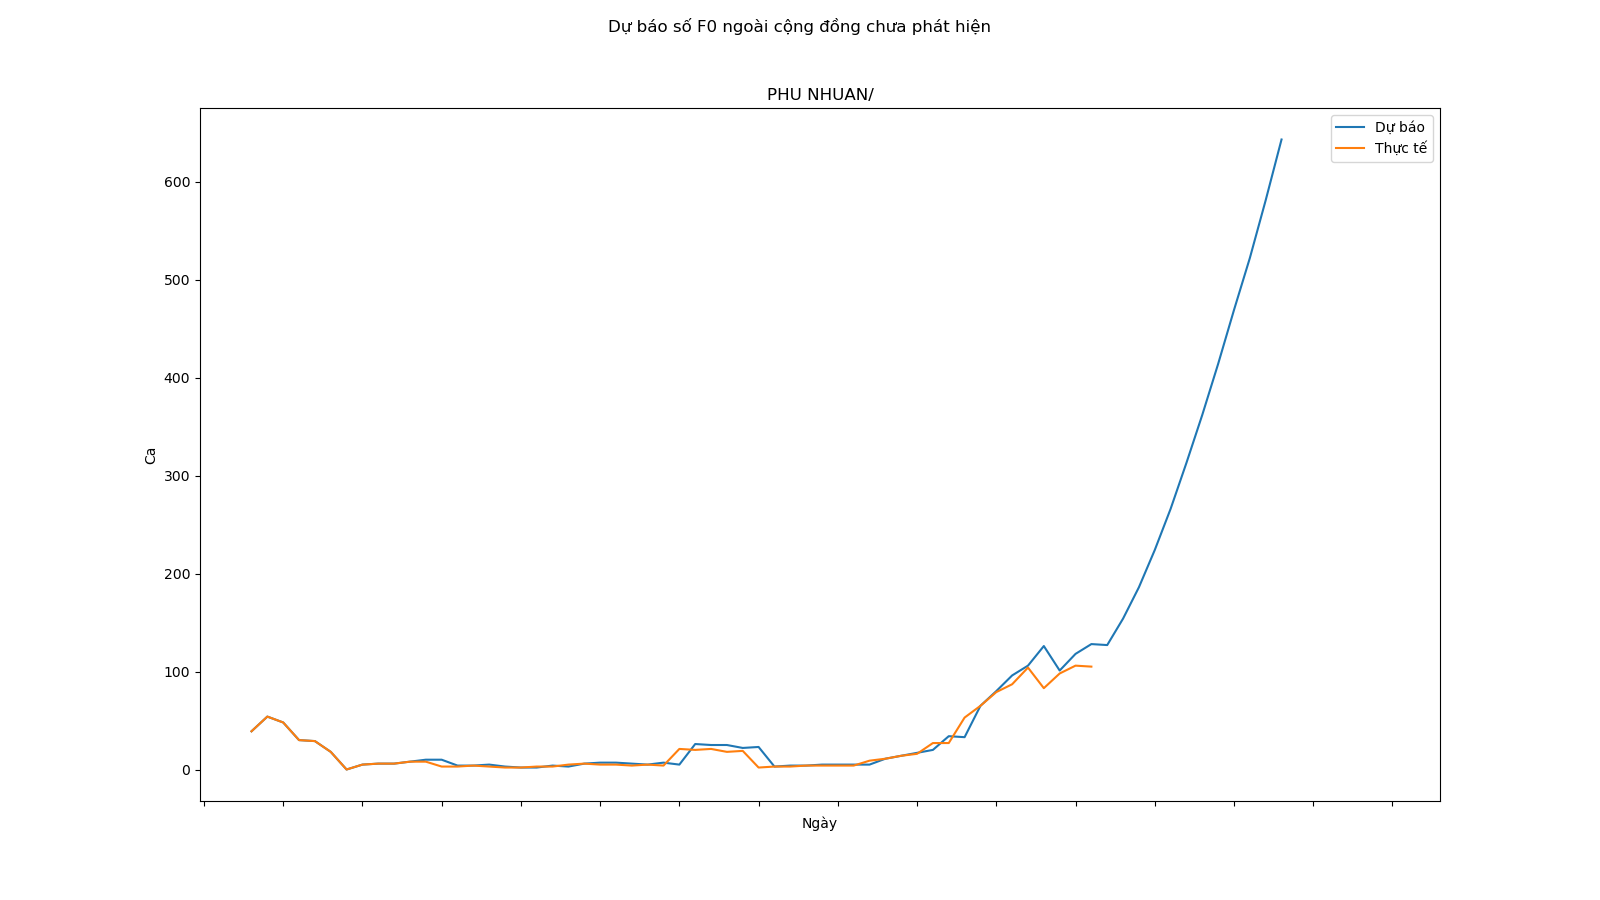 Dự báo số F0 ngoài cộng đồng chưa phát hiện
PHU NHUAN/
Dự báo
Thực tế
600
500
400
300
200
100
0
Ca
Ngày